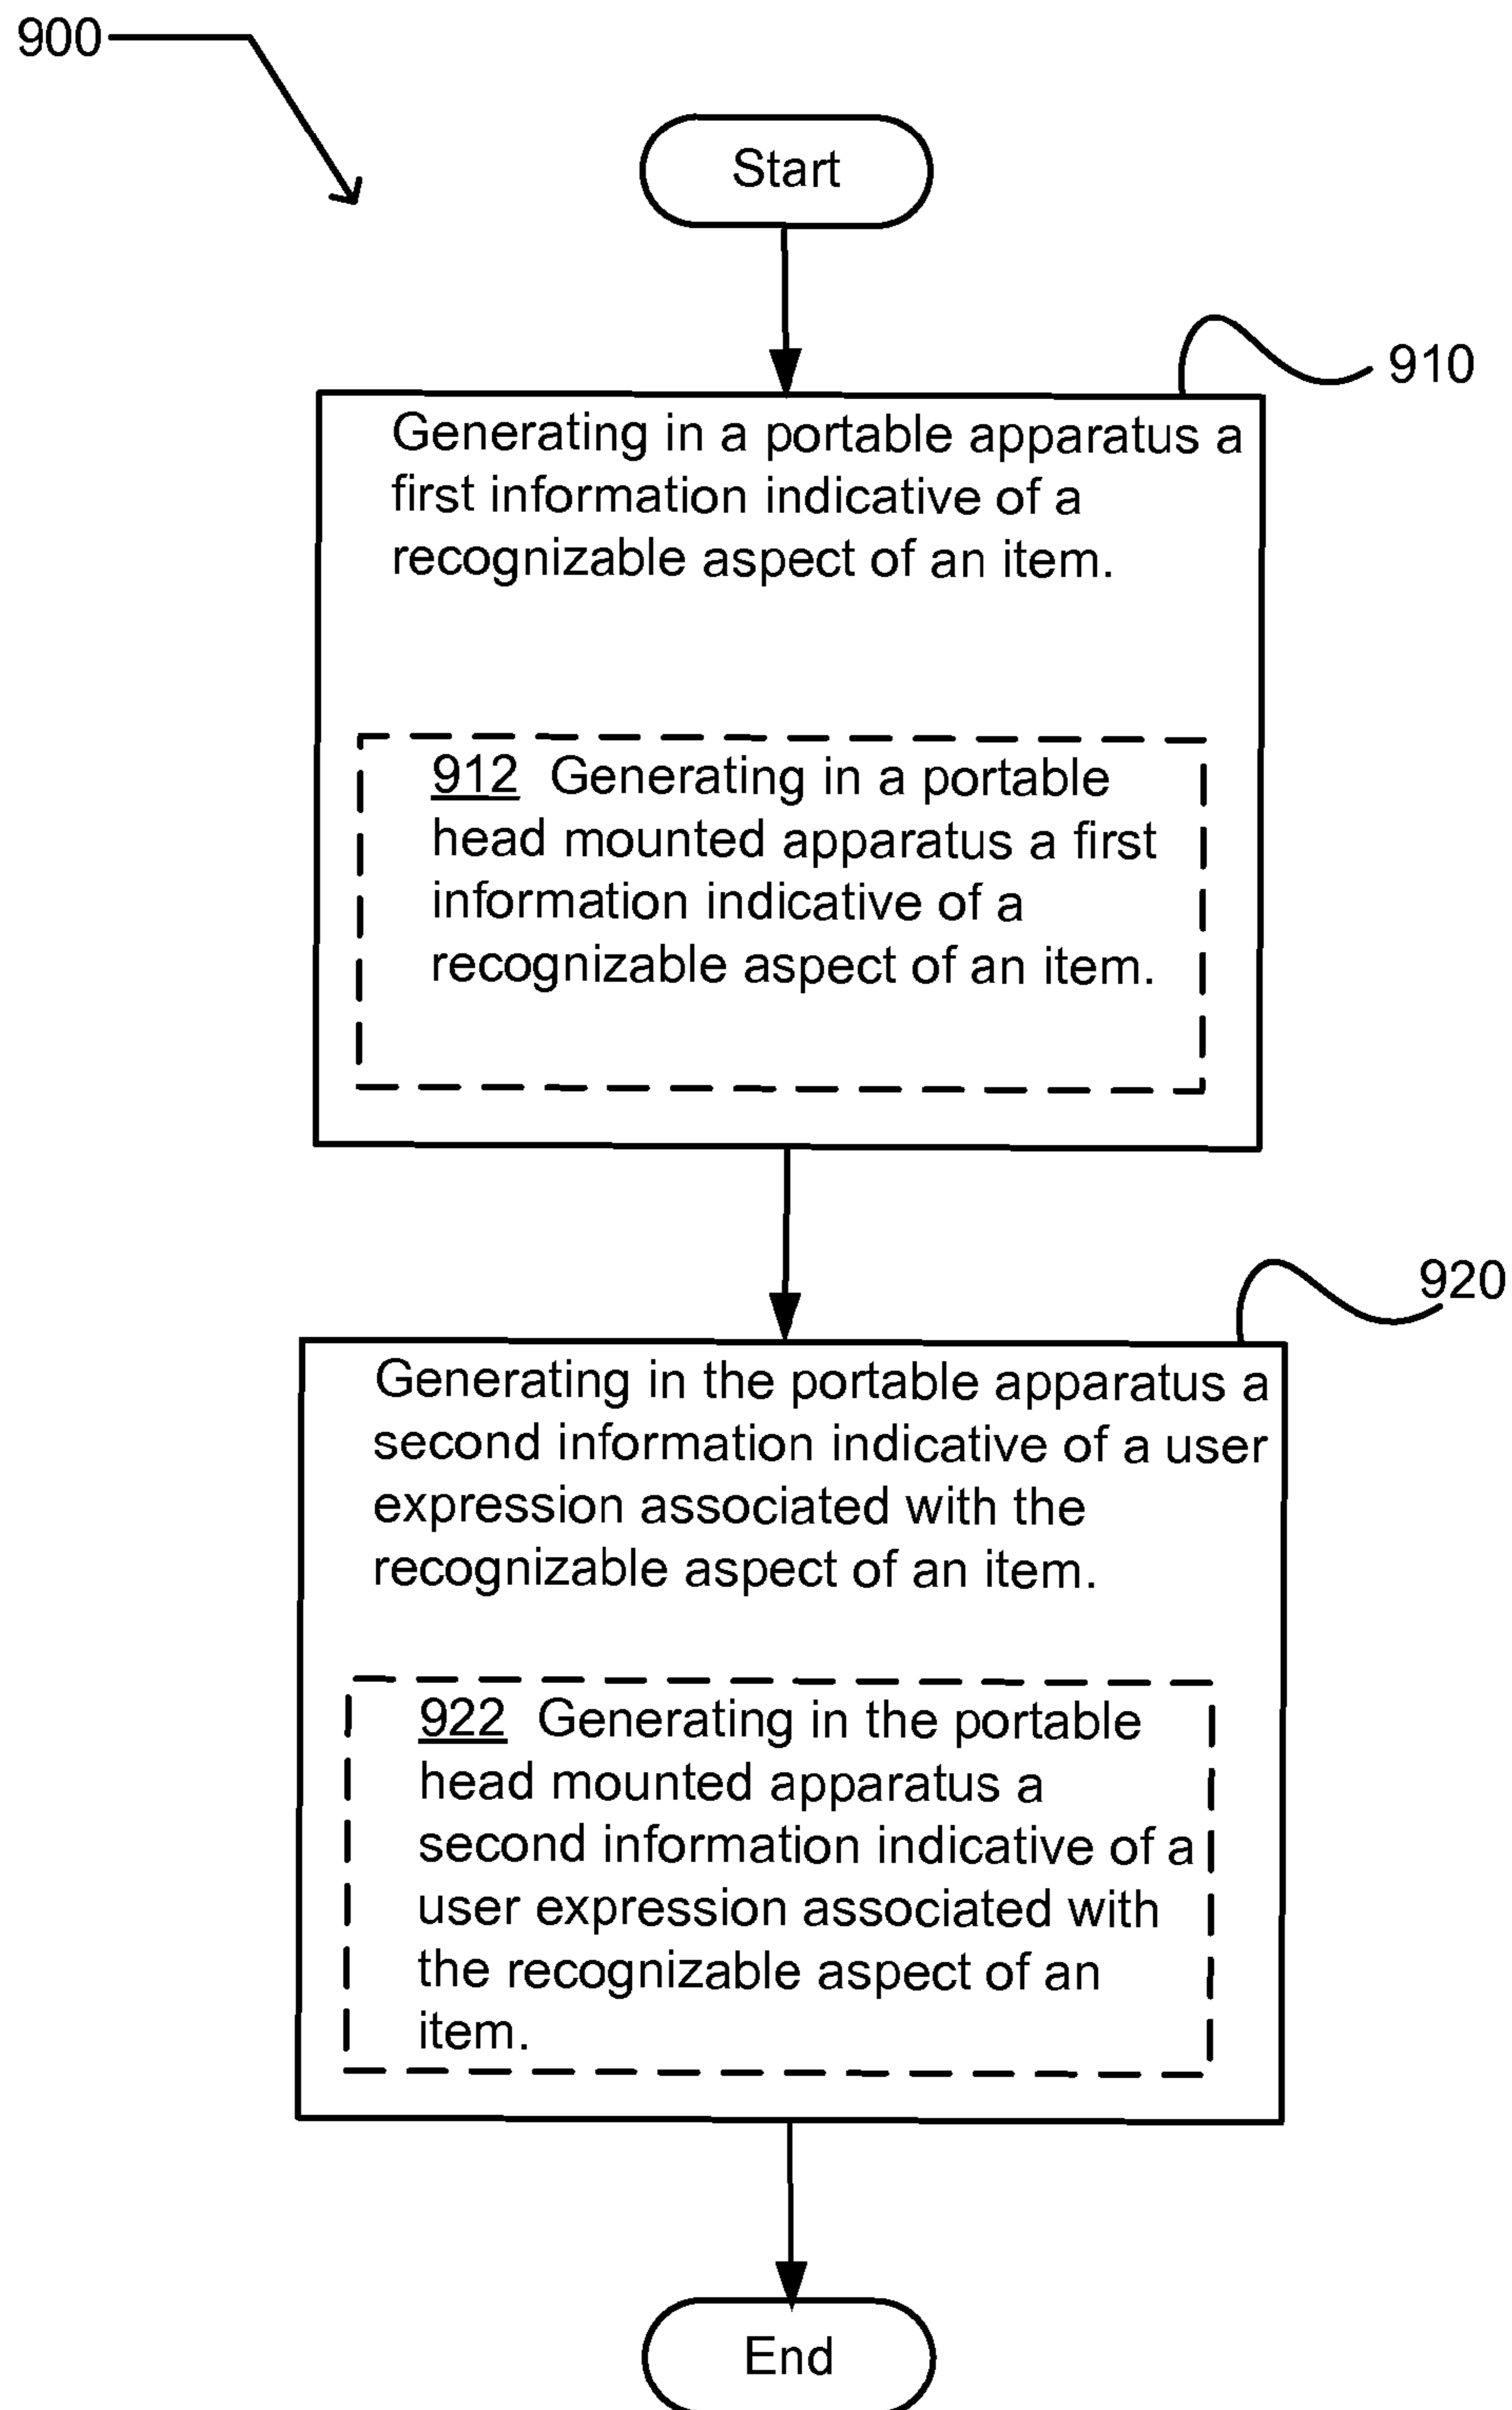 900
Start
910
Generating in a portable apparatus a
first information indicative of a
recognizable aspect of an item.
912 Generating in a portable
head mounted apparatus a first
information indicative of a
recognizable aspect of an item.
920
Generating in the portable apparatus a
second information indicative of a user
expression associated with the
recognizable aspect of an item.
922 Generating in the portable
head mounted apparatus a
second information indicative of a
user expression associated with
the recognizable aspect of an
item.
End